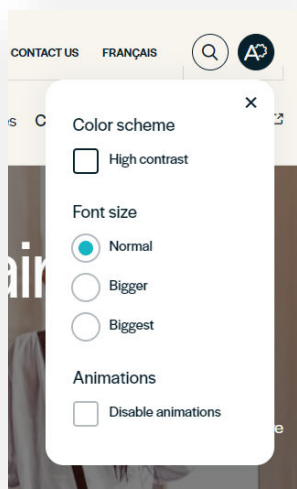 CONTACT US FRANÇAIS
C
Color scheme
High contrast
Font size
Normal
Bigger
Biggest
Animations
Disable animations